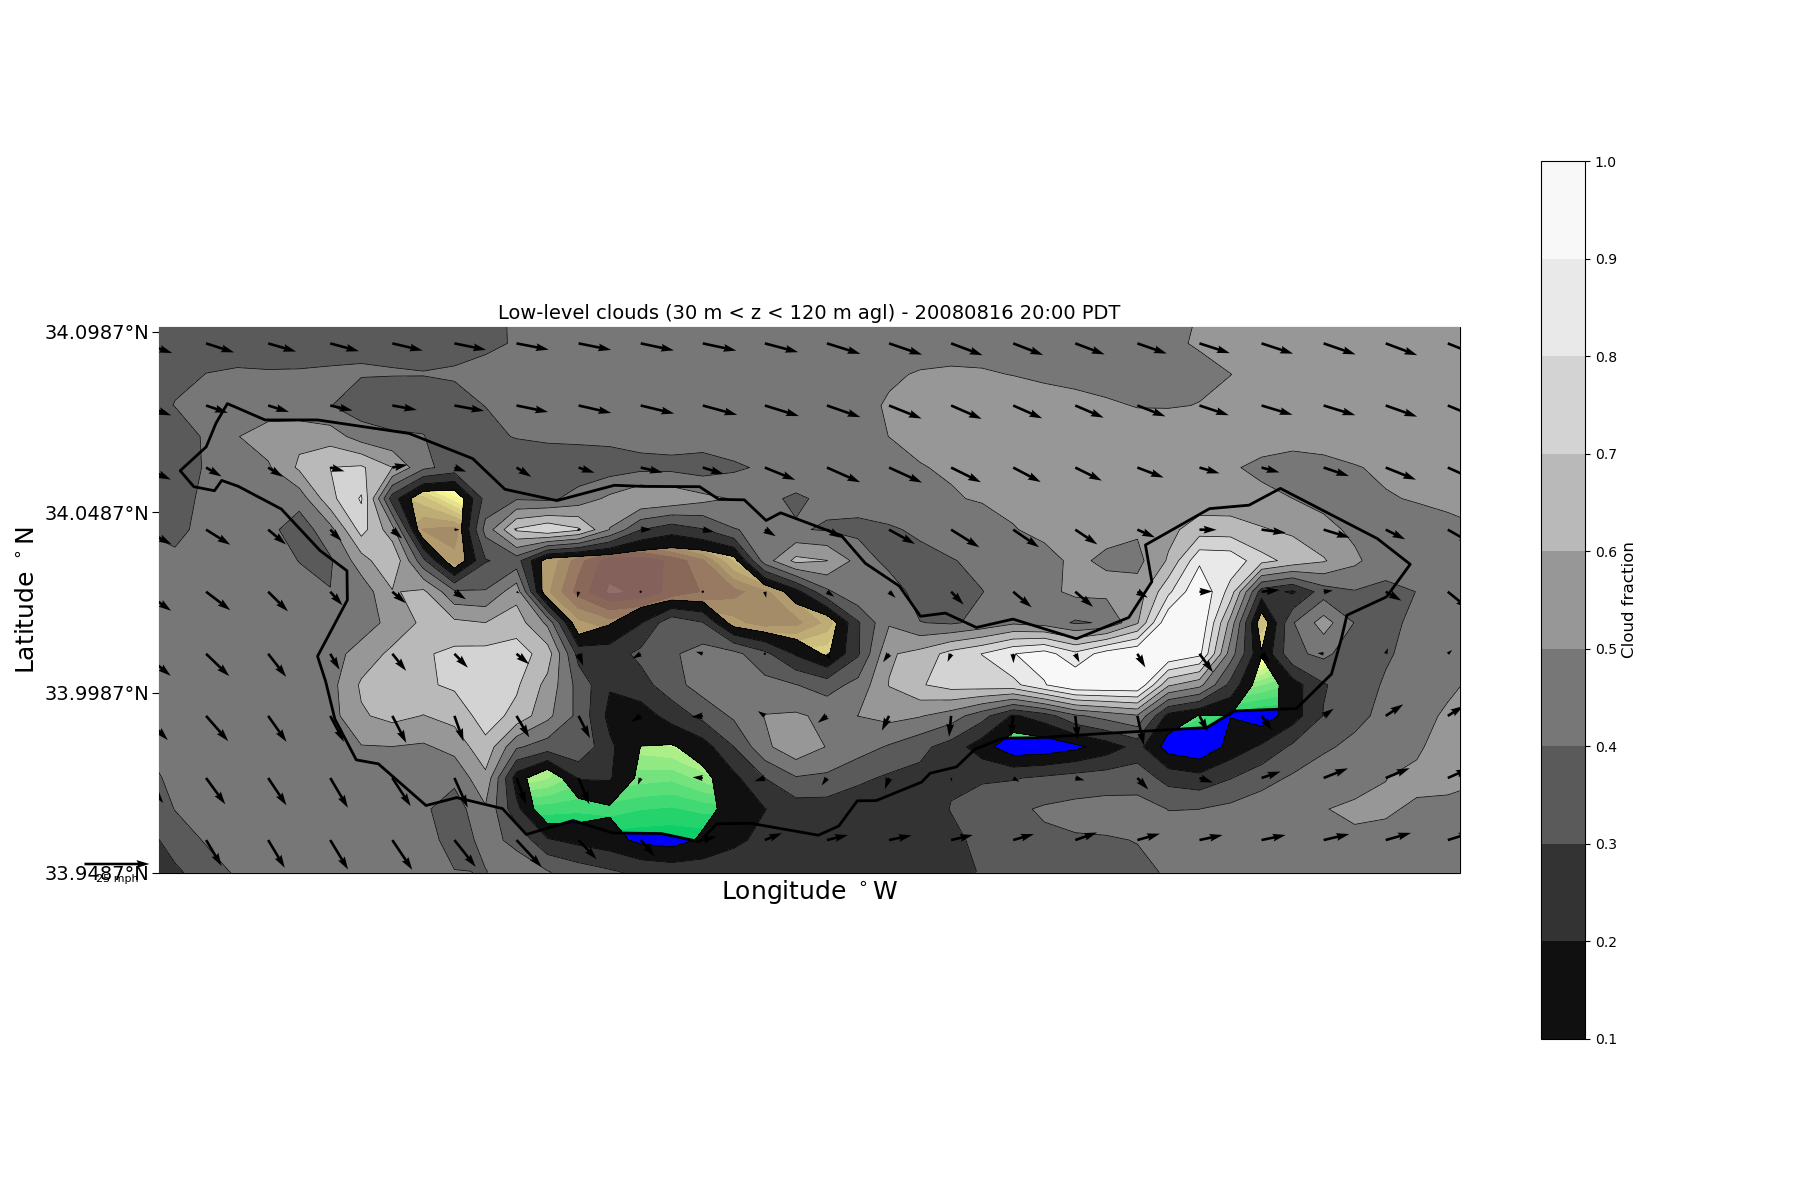 Low-level clouds (30 m < z < 120 m agl) - 20080816 20:00 PDT
34.0987°N
34.0487°N
33.9987°N
33.9487°N
Latitude °N
25 mph
Longitude °W
1.0
0.9
0.8
0.7
0.6
0.5
0.4
0.3
0.2
0.1
Cloud fraction